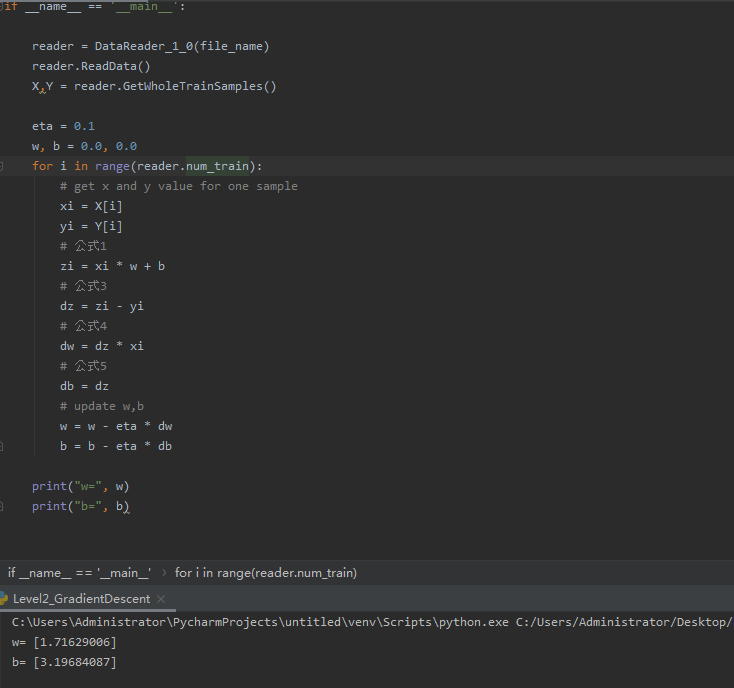 if __name__ == '__main__':
reader = DataReader_1_0(file_name)
reader.ReadData()
X,Y = reader.GetWholeTrainSamples()
eta = 0.1
w, b = 0.0, 0.0
for i in range(reader.num_train):
# get x and y value for one sample
xi = X[i]
yi = Y[i]
# 公式1
zi = xi * w + b
# 公式3
dz = zi - yi
# 公式4
dw = dz * xi
# 公式5
db = dz
# update w,b
w = w - eta * dw
b = b - eta * db
print("w=", w)
print("b=", b)
if __name__ == '__main__' › for i in range(reader.num_train)
Level2_GradientDescent ×
C:\Users\Administrator\PycharmProjects\untitled\venv\Scripts\python.exe C:/Users/Administrator/Desktop/
w= [1.71629006]
b= [3.19684087]